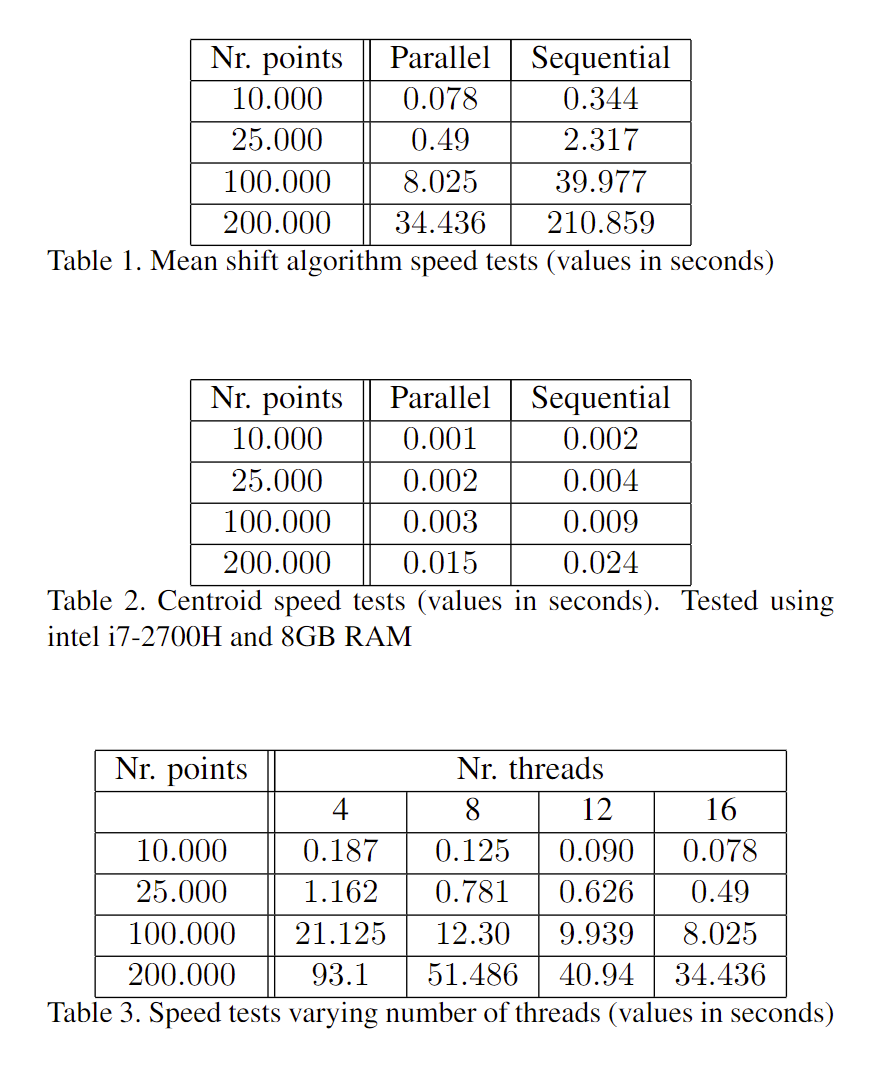 Nr. points Parallel Sequential
10.000 0.078 0.344
25.000 0.49 2.317
100.000 8.025 39.977
200.000 34.436 210.859
Table 1. Mean shift algorithm speed tests (values in seconds)
Nr. points Parallel Sequential
10.000 0.001 0.002
25.000 0.002 0.004
100.000 0.003 0.009
200.000 0.015 0.024
Table 2. Centroid speed tests (values in seconds). Tested using
intel i7-2700H and 8GB RAM
Nr. points Nr. threads
4 8 12 16
10.000 0.187 0.125 0.090 0.078
25.000 1.162 0.781 0.626 0.49
100.000 21.125 12.30 9.939 8.025
200.000 93.1 51.486 40.94 34.436
Table 3. Speed tests varying number of threads (values in seconds)